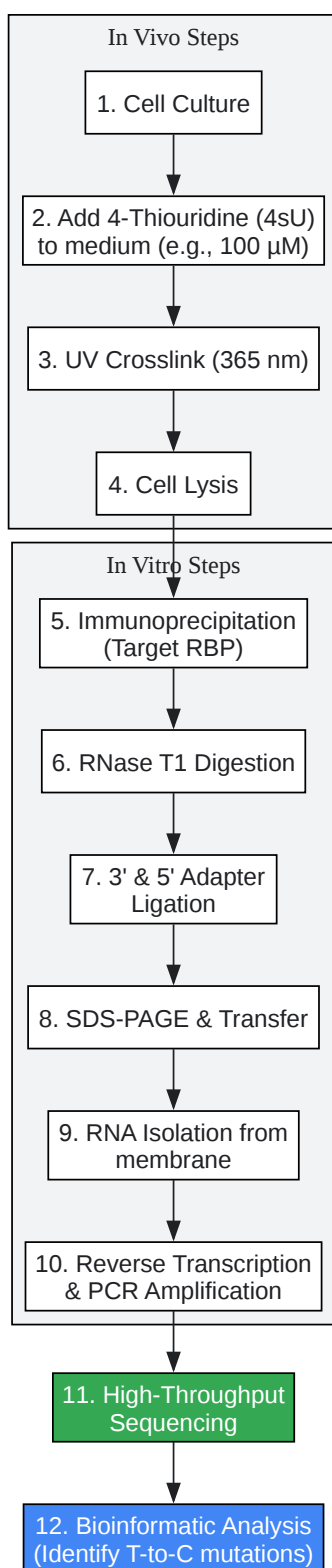 In Vivo Steps
1. Cell Culture
2. Add 4-Thiouridine (4sU)
to medium (e.g., 100 µM)
3. UV Crosslink (365 nm)
4. Cell Lysis
In Vitro Steps
5. Immunoprecipitation
(Target RBP)
6. RNase T1 Digestion
7. 3' & 5' Adapter
Ligation
8. SDS-PAGE & Transfer
9. RNA Isolation from
membrane
10. Reverse Transcription
& PCR Amplification
11. High-Throughput
Sequencing
12. Bioinformatic Analysis
(Identify T-to-C mutations)